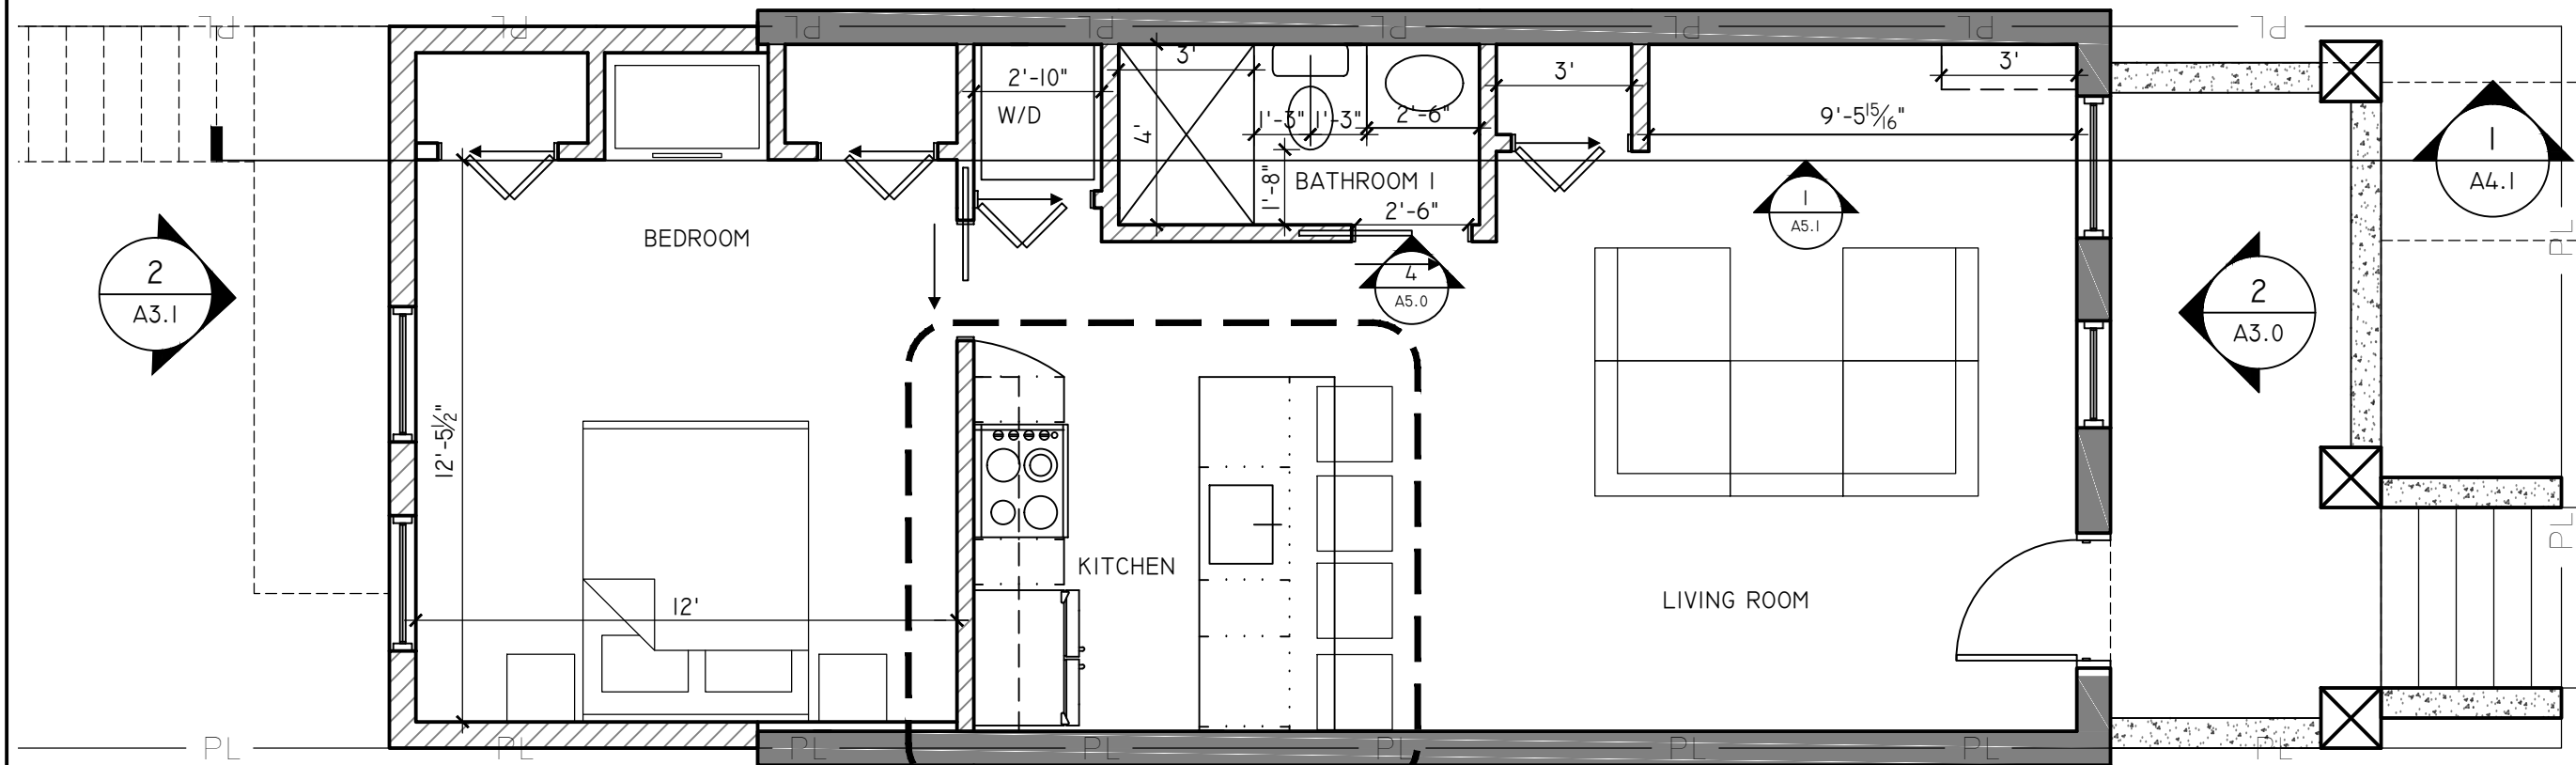 PL PL PL PL PL PL PL PL
2'-10"
W/D
3'
4'
1'-3" 1'-3" 2'-6"
1'-8"
BATHROOM 1
2'-6"
3'
9'-5 15/16"
3'
1
A4.1
BEDROOM
1
A5.1
4
A5.0
2
A3.1
2
A3.0
PL
12'-5 1/2"
12'
KITCHEN
LIVING ROOM
PL
PL PL PL PL PL PL PL PL